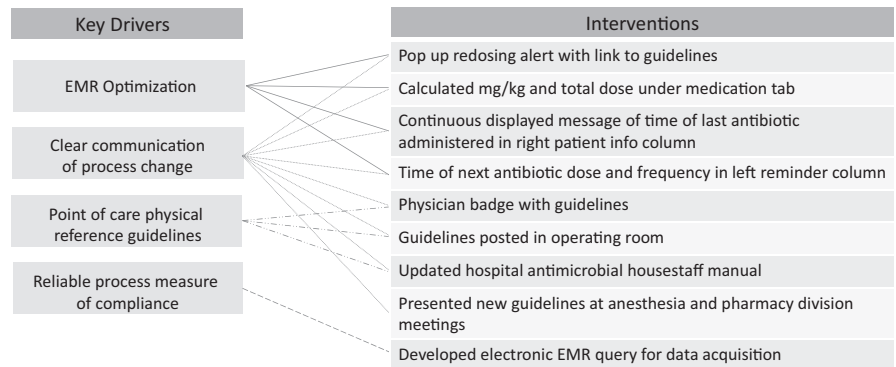 Key Drivers
Interventions
EMR Optimization
Clear communication
of process change
Point of care physical
reference guidelines
Reliable process measure
of compliance
Pop up redosing alert with link to guidelines
Calculated mg/kg and total dose under medication tab
Continuous displayed message of time of last antibiotic
administered in right patient info column
Time of next antibiotic dose and frequency in left reminder column
Physician badge with guidelines
Guidelines posted in operating room
Updated hospital antimicrobial housestaff manual
Presented new guidelines at anesthesia and pharmacy division
meetings
Developed electronic EMR query for data acquisition